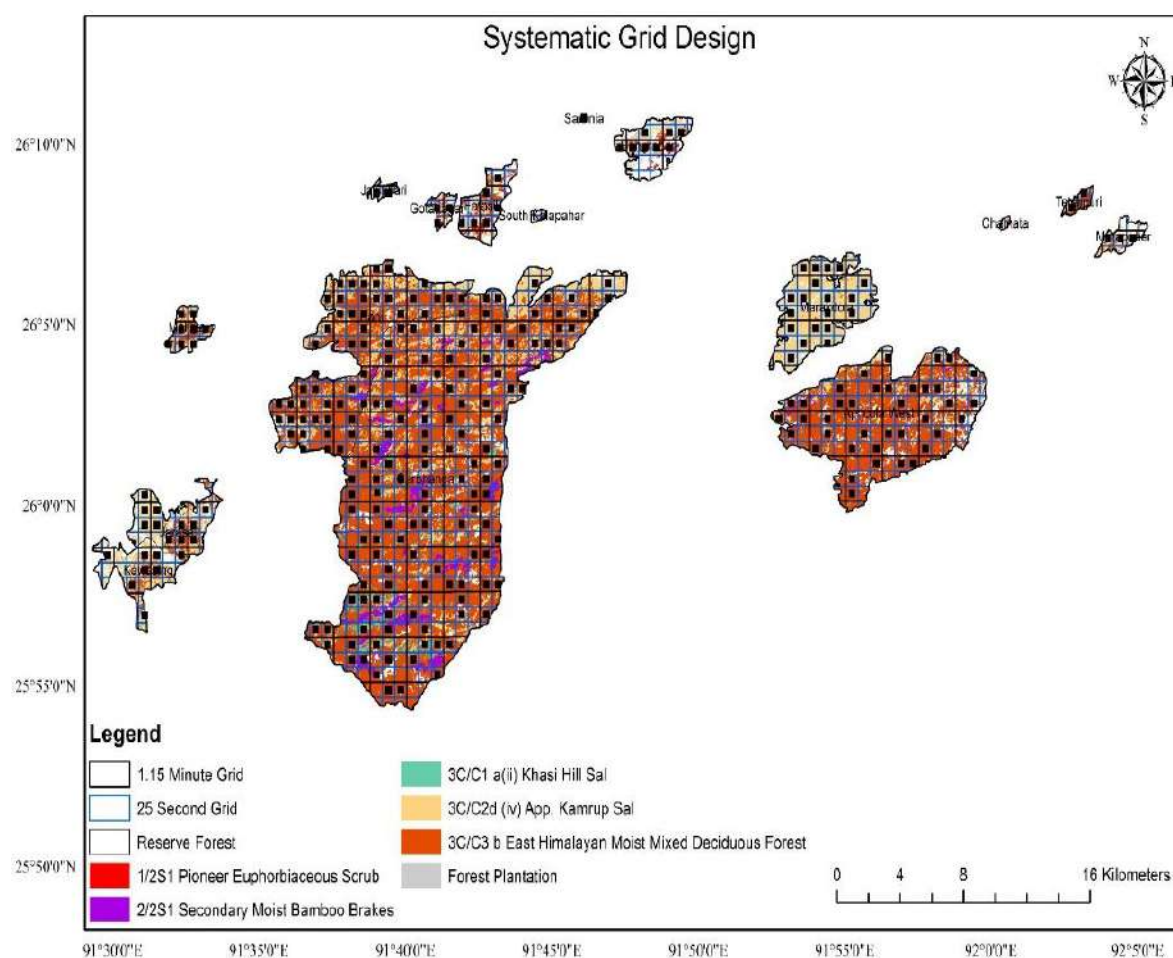 Systematic Grid Design
N
W
S
26°10'0"N
South Kalapahar
26°5'0"N
26°0'0"N
25°55'0"N
Legend
1.15 Minute Grid
3C/C1 a(ii) Khasi Hill Sal
25 Second Grid
3C/C2d (iv) App. Kamrup Sal
Reserve Forest
3C/C3 b East Himalayan Moist Mixed Deciduous Forest
1/2S1 Pioneer Euphorbiaceous Scrub
Forest Plantation
2/2S1 Secondary Moist Bamboo Brakes
25°50'0"N
0 4 8 16 Kilometers
91°30'0"E 91°35'0"E 91°40'0"E 91°45'0"E 91°50'0"E 91°55'0"E 92°0'0"E 92°5'0"E